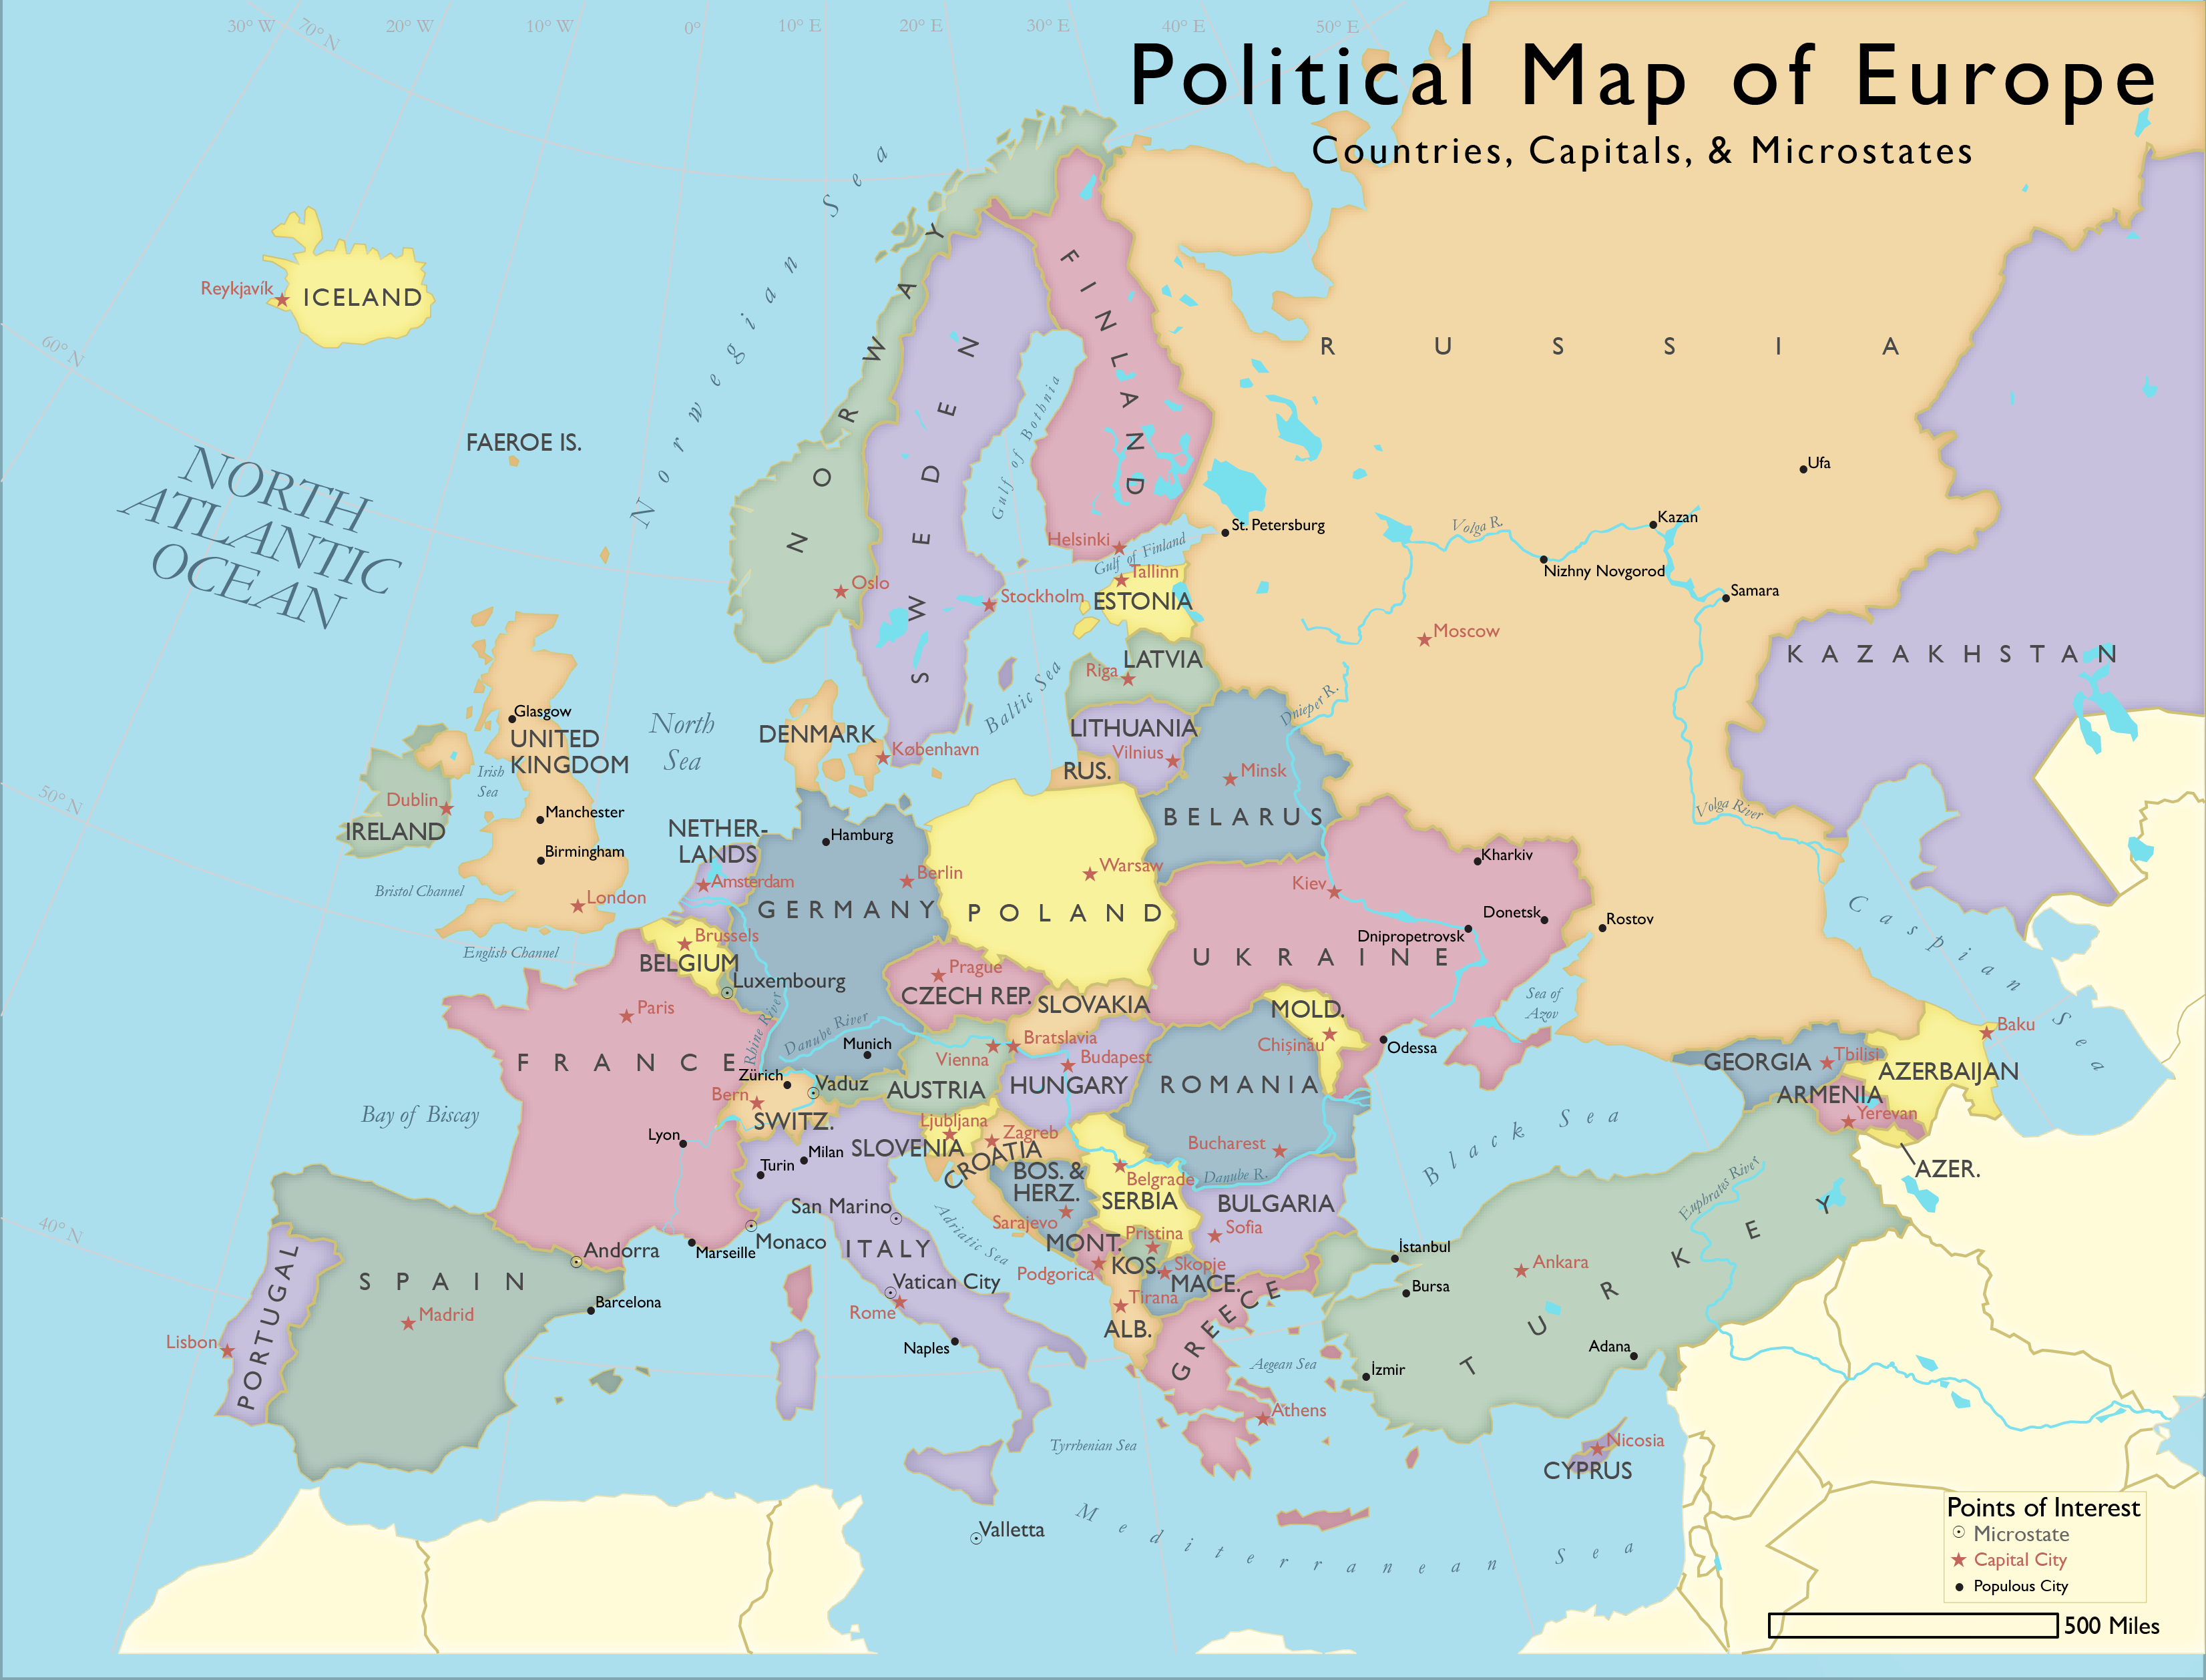 30° W
70° N
20° W
10° W
0°
10° E
20° E
30° E
40° E
50° E
Political Map of Europe
Countries, Capitals, & Microstates
Norwegian Sea
Reykjavík
ICELAND
60° N
FAEROE IS.
NORTH
ATLANTIC
OCEAN
NORWAY
SWEDEN
FINLAND
Gulf of Bothnia
RUSSIA
Ufa
Kazan
Volga R.
St. Petersburg
Nizhny Novgorod
Helsinki
Gulf of Finland
Tallinn
ESTONIA
Samara
Oslo
Stockholm
Moscow
KAZAKHSTAN
LATVIA
Riga
Baltic Sea
Dnieper R.
Glasgow
UNITED
KINGDOM
North
Sea
DENMARK
København
LITHUANIA
Vilnius
RUS.
Minsk
BELARUS
Irish
Sea
Dublin
IRELAND
Manchester
Birmingham
50° N
Volga River
NETHER-
LANDS
Hamburg
Amsterdam
Berlin
GERMANY
Warsaw
POLAND
Kharkiv
Kiev
Donetsk
Dnipropetrovsk
Rostov
UKRAINE
Bristol Channel
London
English Channel
Brussels
BELGIUM
Luxembourg
Prague
CZECH REP.
SLOVAKIA
Caspian Sea
Sea of
Azov
MOLD.
Chișinău
Odessa
Paris
FRANCE
Rhine River
Danube River
Munich
Vienna
Bratslavia
Budapest
HUNGARY
AUSTRIA
ROMANIA
Baku
GEORGIA
Tbilisi
AZERBAIJAN
ARMENIA
Yerevan
AZER.
Zürich
Vaduz
Bern
SWITZ.
Bay of Biscay
Lyon
Milan
Turin
Ljubljana
SLOVENIA
Zagreb
CROATIA
BOS. &
HERZ.
Sarajevo
Belgrade
SERBIA
Bucharest
Danube R.
BULGARIA
Sofia
Black Sea
Euphrates River
San Marino
Monaco
Marseille
ITALY
Adriatic Sea
MONT.
Podgorica
Pristina
KOS.
Skopje
MACE.
Tirana
ALB.
GREECE
40° N
Andorra
SPAIN
Madrid
Barcelona
PORTUGAL
Lisbon
Vatican City
Rome
Naples
İstanbul
Bursa
Ankara
TURKEY
Adana
İzmir
Aegean Sea
Athens
Tyrrhenian Sea
Nicosia
CYPRUS
Valletta
Mediterranean Sea
Points of Interest
Microstate
Capital City
Populous City
500 Miles